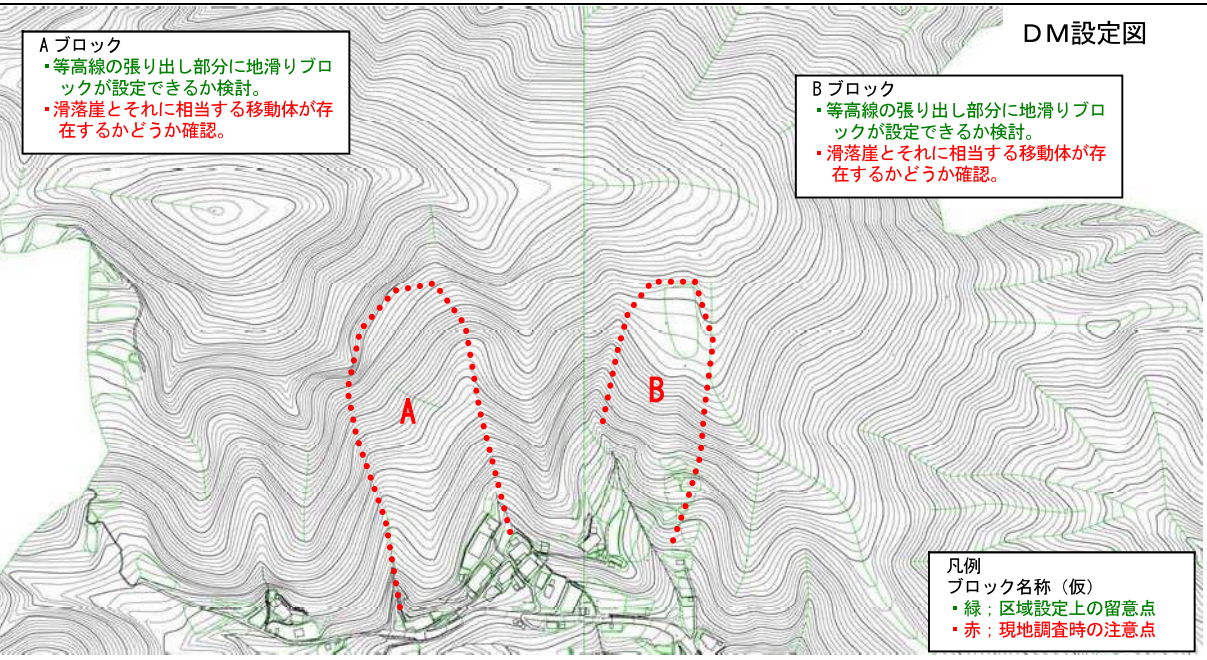 DM設定図
Aブロック
・等高線の張り出し部分に地滑りブロ
ックが設定できるか検討。
・滑落崖とそれに相当する移動体が存
在するかどうか確認。
Bブロック
・等高線の張り出し部分に地滑りブロ
ックが設定できるか検討。
・滑落崖とそれに相当する移動体が存
在するかどうか確認。
A
B
凡例
ブロック名称（仮）
・緑；区域設定上の留意点
・赤；現地調査時の注意点